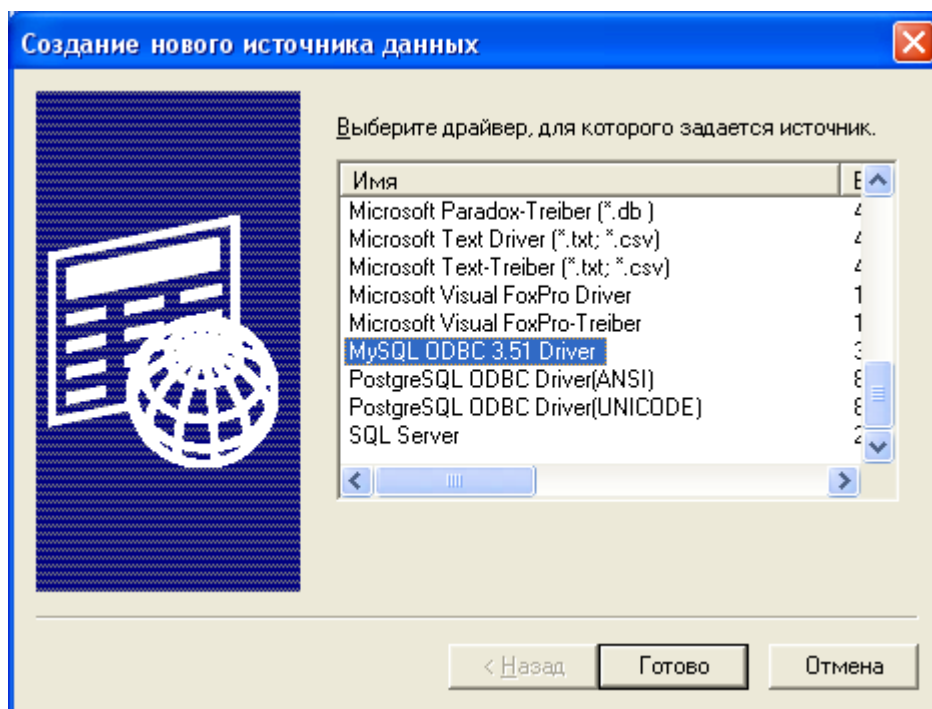 Создание нового источника данных
Выберите драйвер, для которого задается источник.
Имя
Microsoft Paradox-Treiber (*.db )
Microsoft Text Driver (*.txt; *.csv)
Microsoft Text-Treiber (*.txt; *.csv)
Microsoft Visual FoxPro Driver
Microsoft Visual FoxPro-Treiber
MySQL ODBC 3.51 Driver
PostgreSQL ODBC Driver(ANSI)
PostgreSQL ODBC Driver(UNICODE)
SQL Server
< Назад Готово Отмена